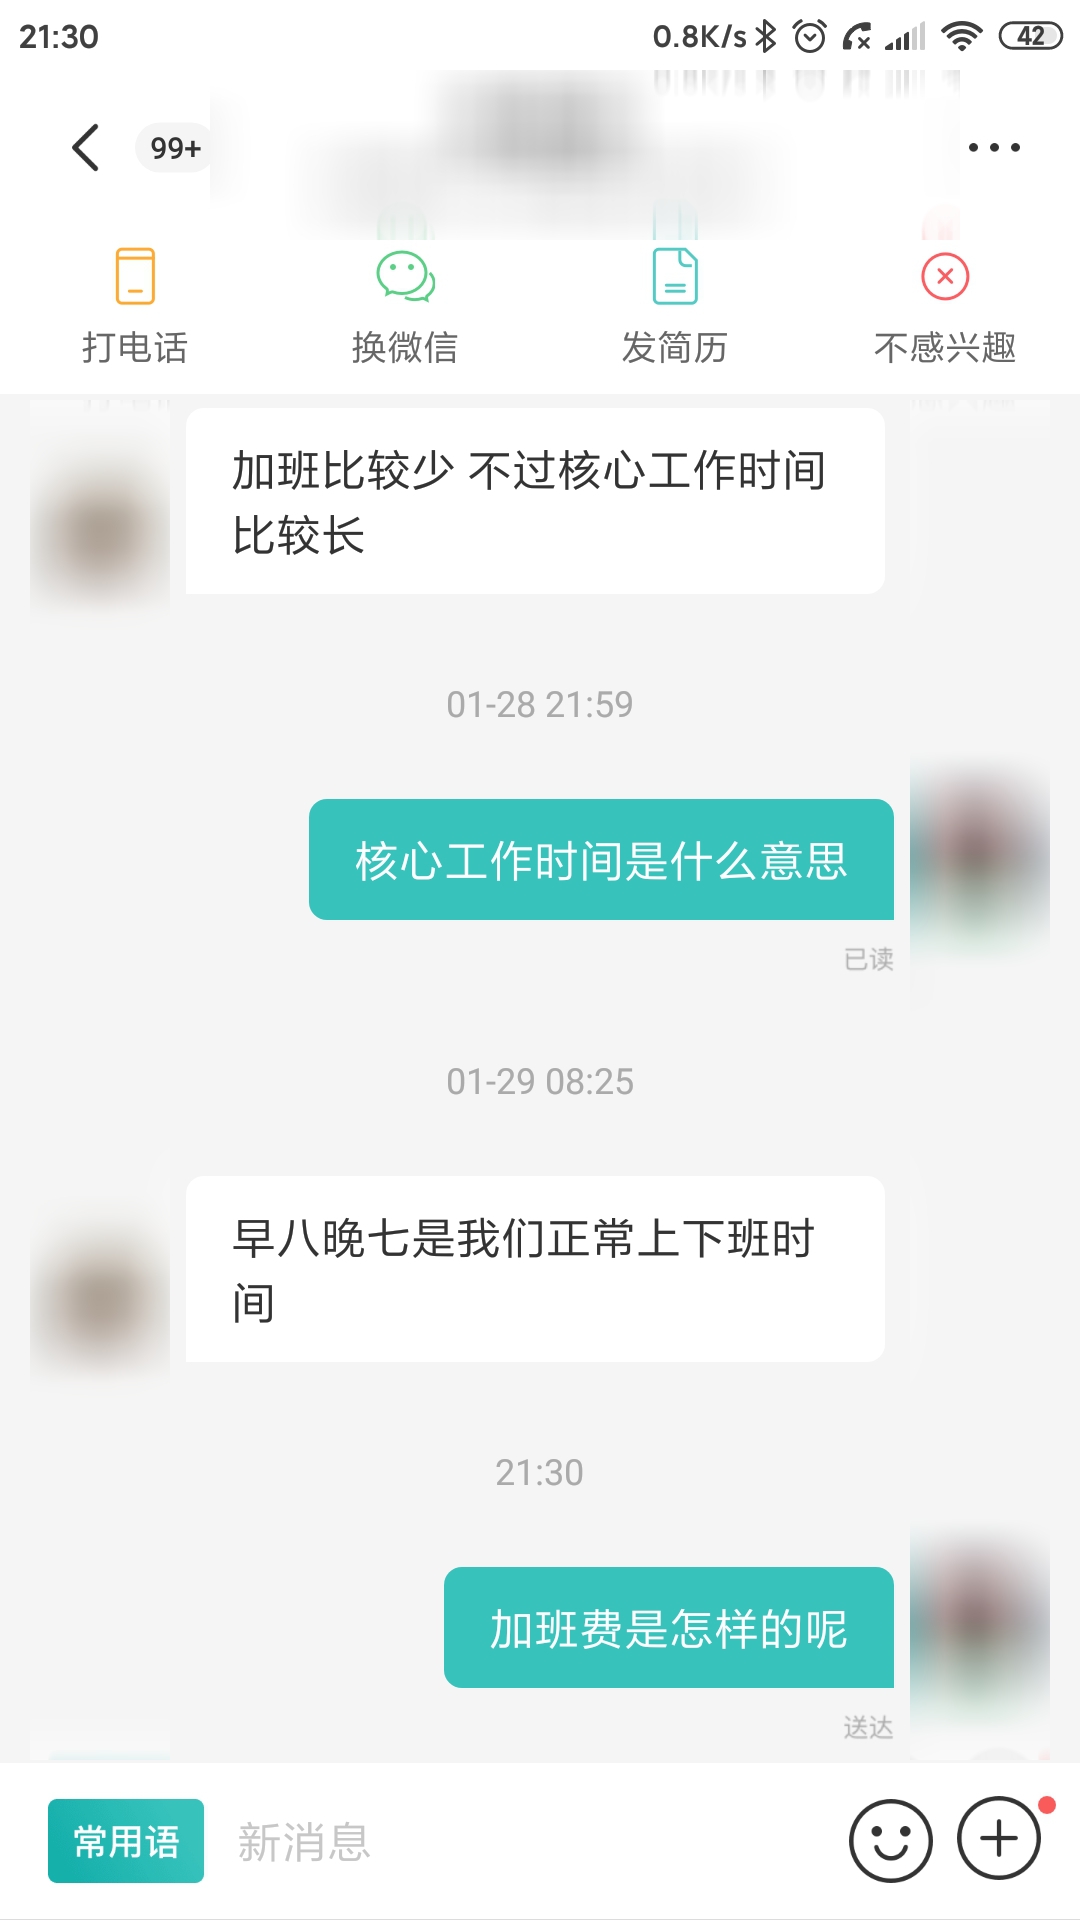 21:30 0.8K/s 42
99+
打电话 换微信 发简历 不感兴趣
加班比较少 不过核心工作时间
比较长
01-28 21:59
核心工作时间是什么意思
已读
01-29 08:25
早八晚七是我们正常上下班时
间
21:30
加班费是怎样的呢
送达
常用语 新消息